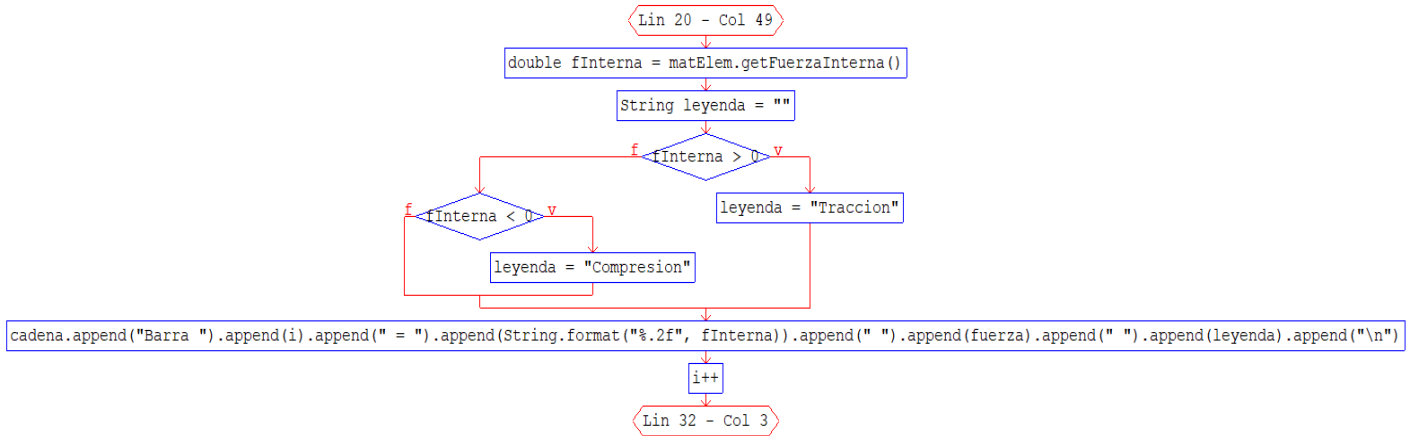 Lin 20 - Col 49
double fInterna = matElem.getFuerzaInterna()
String leyenda = ""
f fInterna > 0 v
leyenda = "Traccion"
f fInterna < 0 v
leyenda = "Compresion"
cadena.append("Barra ").append(i).append(" = ").append(String.format("%.2f", fInterna)).append(" ").append(fuerza).append(" ").append(leyenda).append("\n")
i++
Lin 32 - Col 3